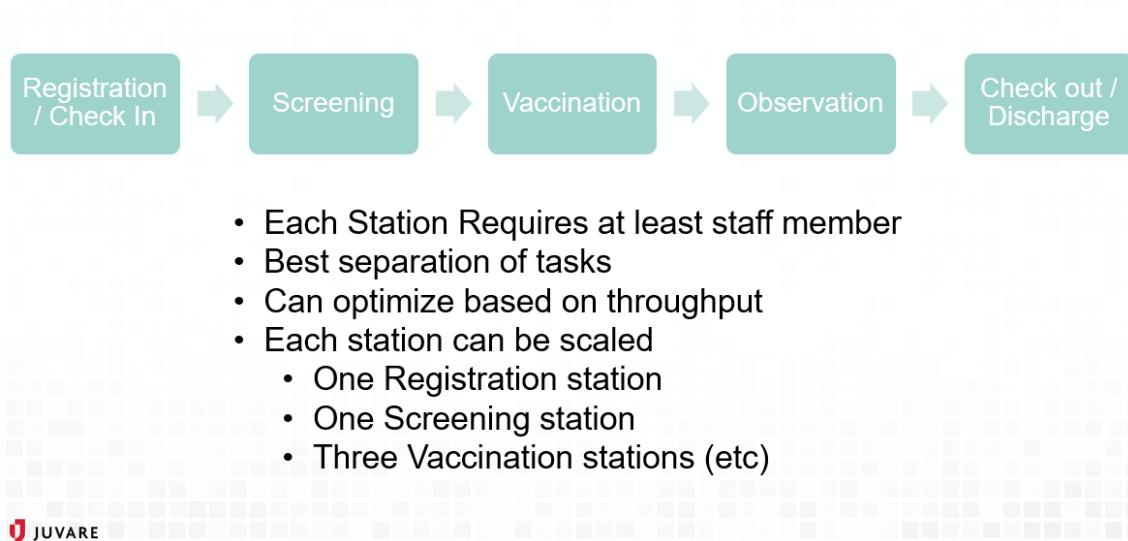 Registration
/ Check In
Screening
Vaccination
Observation
Check out /
Discharge
• Each Station Requires at least staff member
• Best separation of tasks
• Can optimize based on throughput
• Each station can be scaled
• One Registration station
• One Screening station
• Three Vaccination stations (etc)
JUVARE